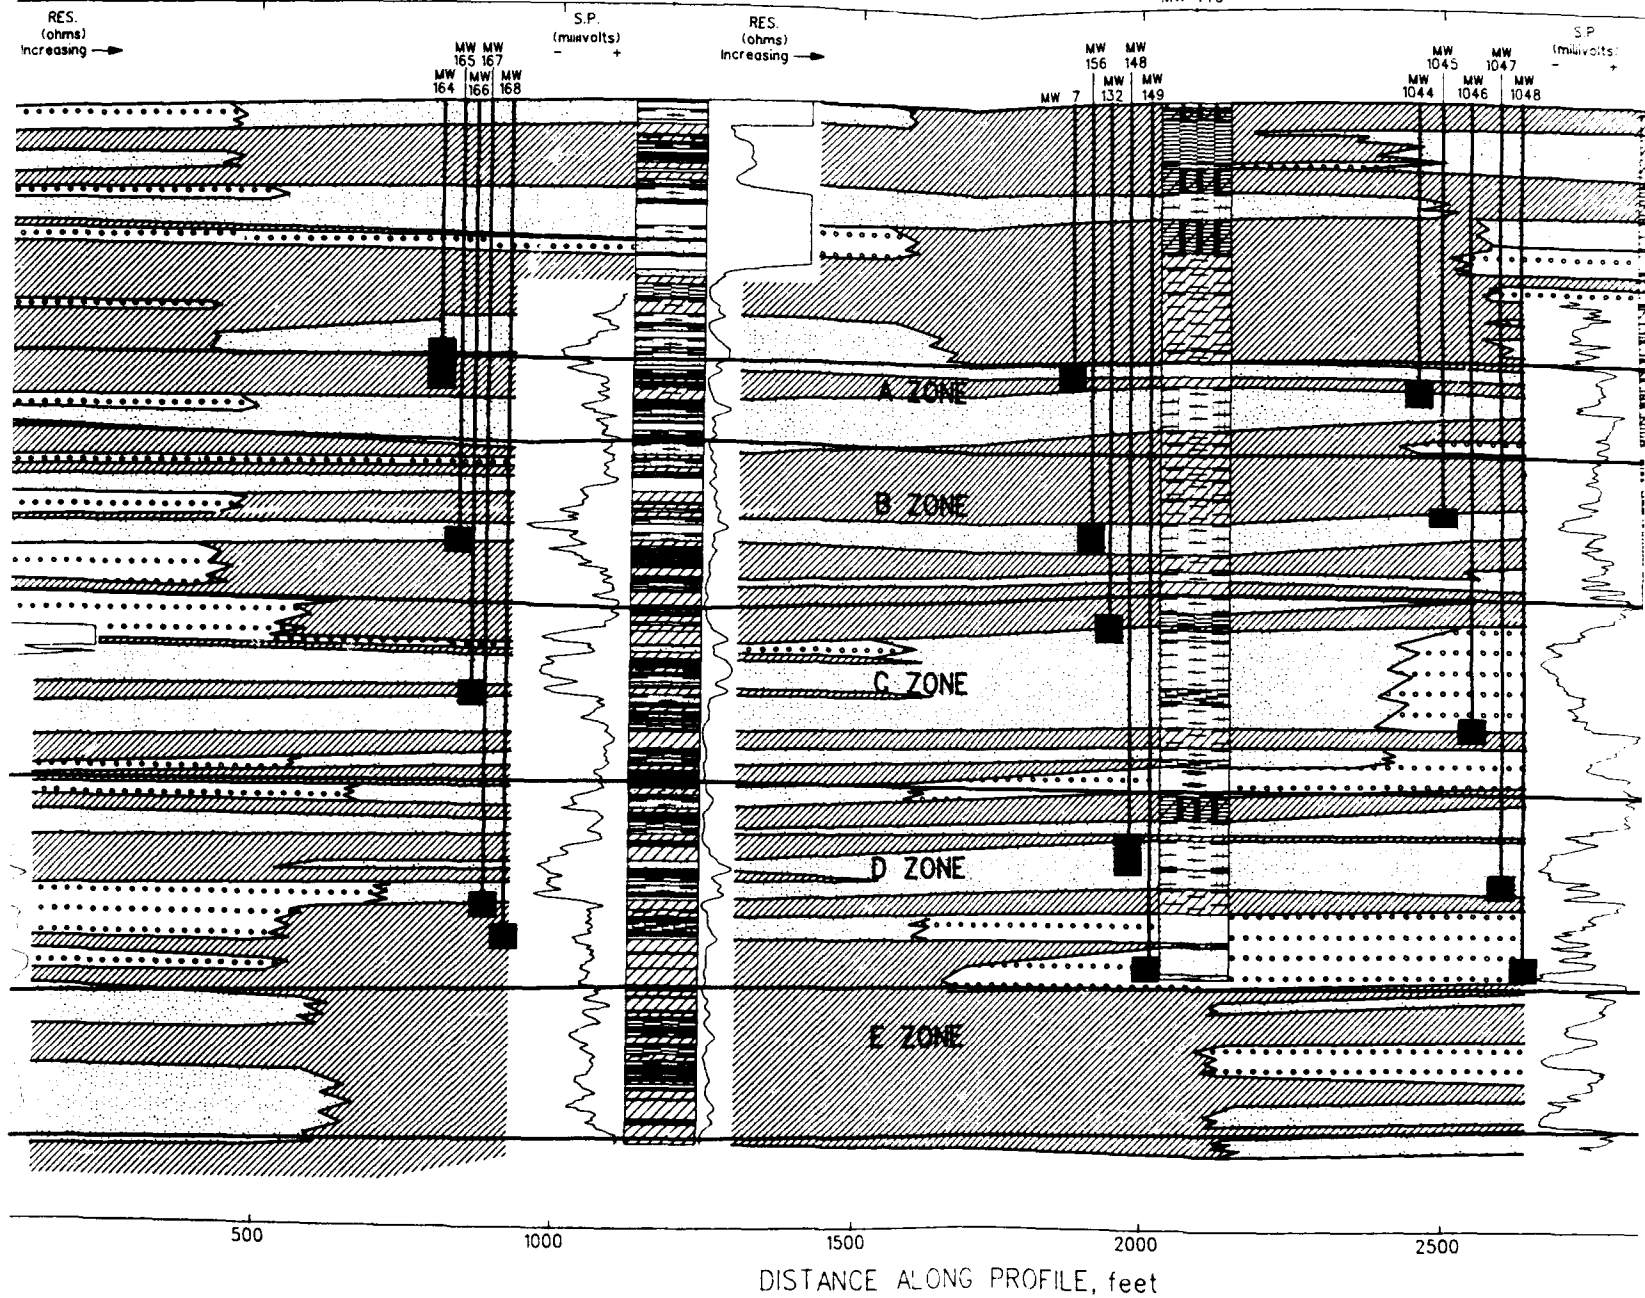 RES.
(ohms)
Increasing
S.P.
(millivolts)
- +
RES.
(ohms)
Increasing
S.P.
(millivolts)
- +
MW
164
MW
165
MW
166
MW
167
MW
168
MW 7
MW
156
MW
132
MW
148
MW
149
MW
1044
MW
1045
MW
1046
MW
1047
MW
1048
A ZONE
B ZONE
C ZONE
D ZONE
E ZONE
500
1000
1500
2000
2500
DISTANCE ALONG PROFILE, feet